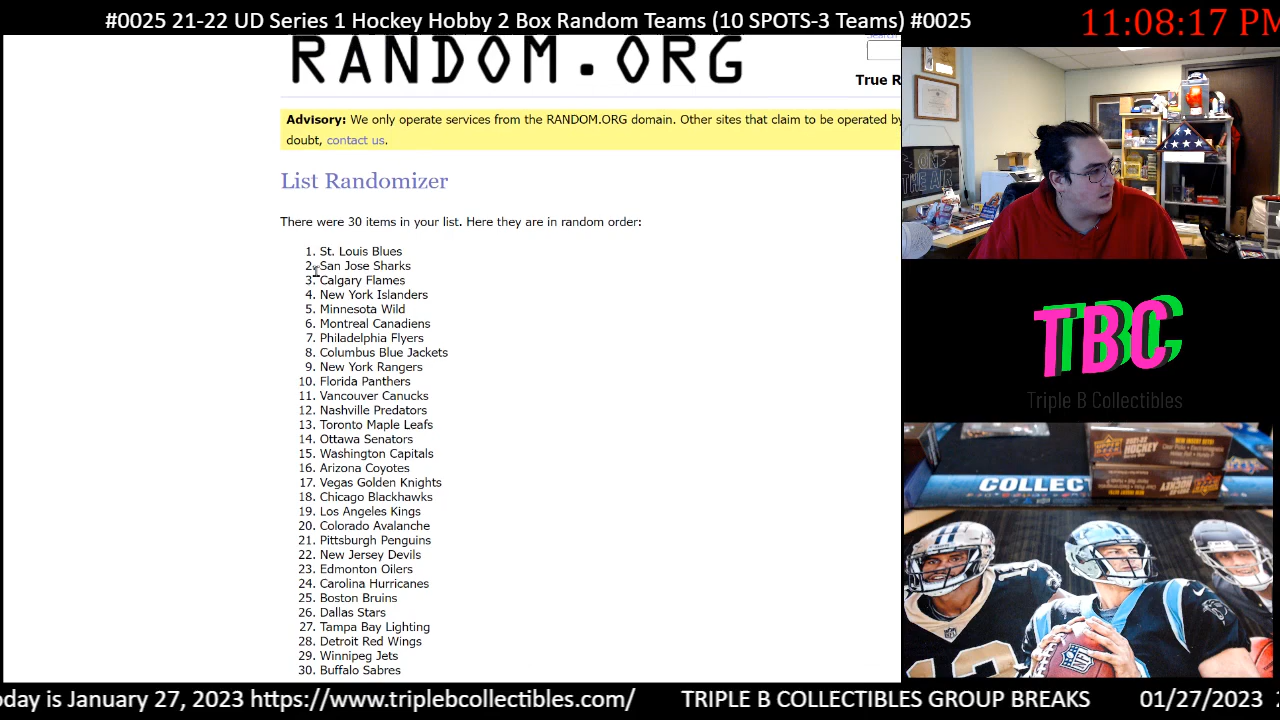 #0025 21-22 UD Series 1 Hockey Hobby 2 Box Random Teams (10 SPOTS-3 Teams) #0025
11:08:17 PM
RANDOM.ORG
Search
True R
Advisory: We only operate services from the RANDOM.ORG domain. Other sites that claim to be operated by
doubt, contact us.
List Randomizer
There were 30 items in your list. Here they are in random order:
1. St. Louis Blues
2. San Jose Sharks
3. Calgary Flames
4. New York Islanders
5. Minnesota Wild
6. Montreal Canadiens
7. Philadelphia Flyers
8. Columbus Blue Jackets
9. New York Rangers
10. Florida Panthers
11. Vancouver Canucks
12. Nashville Predators
13. Toronto Maple Leafs
14. Ottawa Senators
15. Washington Capitals
16. Arizona Coyotes
17. Vegas Golden Knights
18. Chicago Blackhawks
19. Los Angeles Kings
20. Colorado Avalanche
21. Pittsburgh Penguins
22. New Jersey Devils
23. Edmonton Oilers
24. Carolina Hurricanes
25. Boston Bruins
26. Dallas Stars
27. Tampa Bay Lighting
28. Detroit Red Wings
29. Winnipeg Jets
30. Buffalo Sabres
ON
THE AIR
TBC
Triple B Collectibles
HOCKEY
COLLECT
NFL
oday is January 27, 2023 https://www.triplebcollectibles.com/ TRIPLE B COLLECTIBLES GROUP BREAKS 01/27/2023